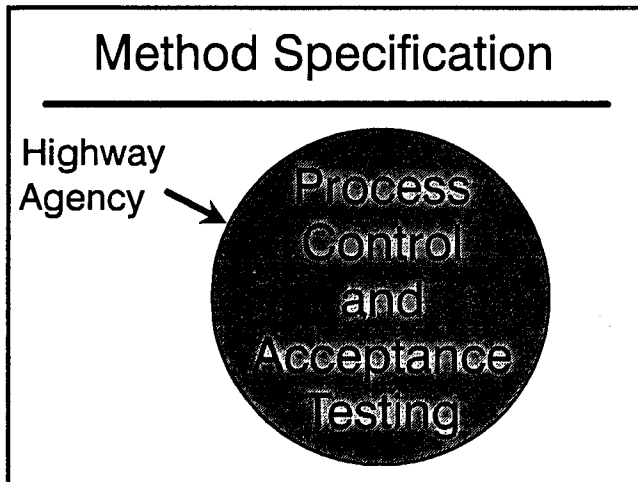 Method Specification
Highway
Agency
Process
Control
and
Acceptance
Testing